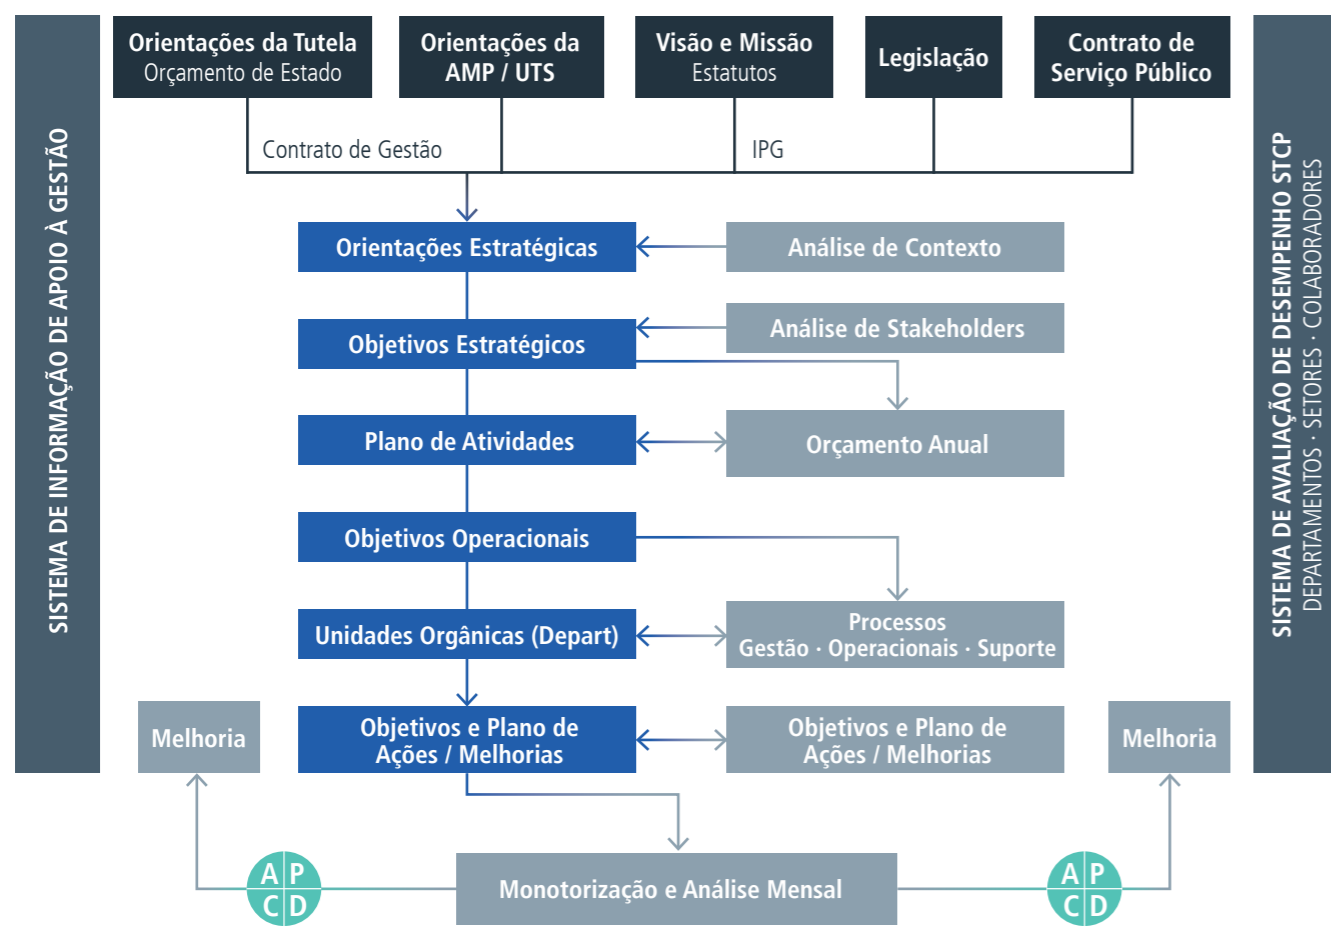 SISTEMA DE INFORMAÇÃO DE APOIO À GESTÃO
Orientações da Tutela
Orçamento de Estado
Orientações da
AMP / UTS
Visão e Missão
Estatutos
Legislação
Contrato de
Serviço Público
Contrato de Gestão
IPG
Orientações Estratégicas
Análise de Contexto
Objetivos Estratégicos
Análise de Stakeholders
Plano de Atividades
Orçamento Anual
Objetivos Operacionais
Unidades Orgânicas (Depart)
Processos
Gestão · Operacionais · Suporte
Melhoria
Objetivos e Plano de
Ações / Melhorias
Objetivos e Plano de
Ações / Melhorias
Melhoria
A P
C D
Monotorização e Análise Mensal
A P
C D
SISTEMA DE AVALIAÇÃO DE DESEMPENHO STCP
DEPARTAMENTOS · SETORES · COLABORADORES